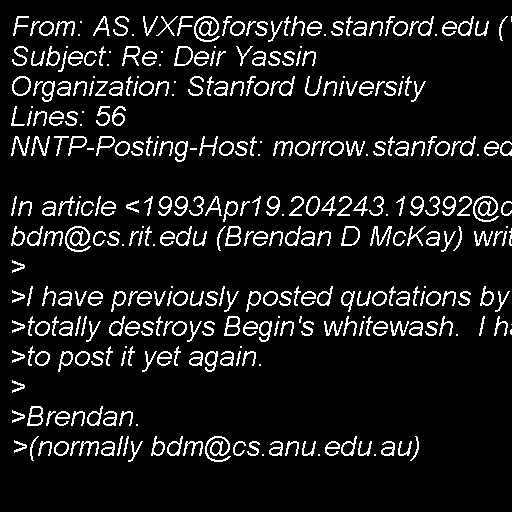 From: AS.VXF@forsythe.stanford.edu ("
Subject: Re: Deir Yassin
Organization: Stanford University
Lines: 56
NNTP-Posting-Host: morrow.stanford.ed
In article <1993Apr19.204243.19392@c
bdm@cs.rit.edu (Brendan D McKay) writ
>
>I have previously posted quotations by
>totally destroys Begin's whitewash.  I ha
>to post it yet again.
>
>Brendan.
>(normally bdm@cs.anu.edu.au)